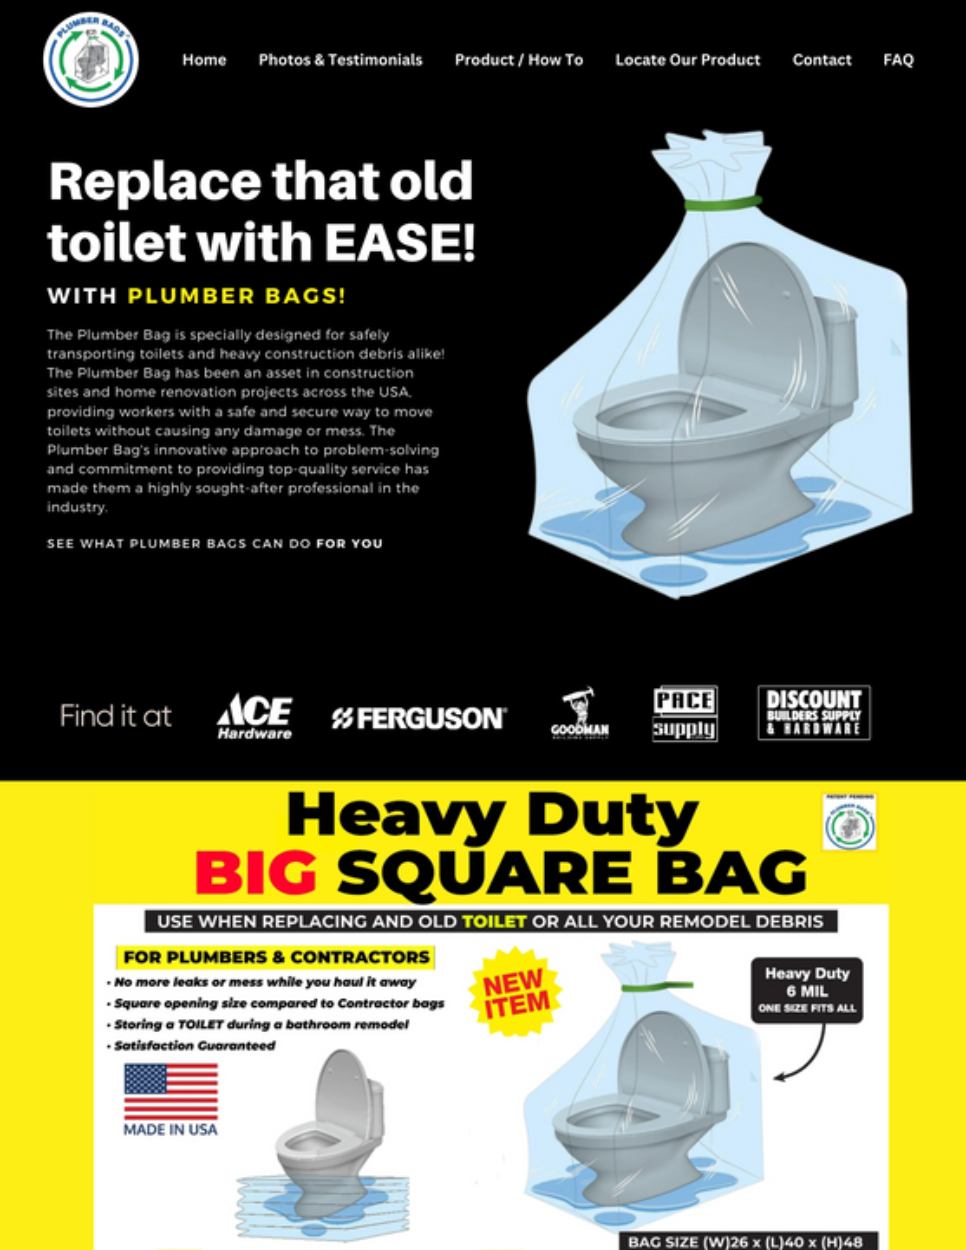 PLUMBER BAGS
Home Photos & Testimonials Product / How To Locate Our Product Contact FAQ
Replace that old
toilet with EASE!
WITH PLUMBER BAGS!
The Plumber Bag is specially designed for safely
transporting toilets and heavy construction debris alike!
The Plumber Bag has been an asset in construction
sites and home renovation projects across the USA,
providing workers with a safe and secure way to move
toilets without causing any damage or mess. The
Plumber Bag's innovative approach to problem-solving
and commitment to providing top-quality service has
made them a highly sought-after professional in the
industry.
SEE WHAT PLUMBER BAGS CAN DO FOR YOU
Find it at
ACE
Hardware
FERGUSON
GOODMAN
BUILDING SUPPLY
PACE
supply
DISCOUNT
BUILDERS SUPPLY
& HARDWARE
Heavy Duty
BIG SQUARE BAG
PATENT PENDING
PLUMBER BAGS
USE WHEN REPLACING AND OLD TOILET OR ALL YOUR REMODEL DEBRIS
FOR PLUMBERS & CONTRACTORS
· No more leaks or mess while you haul it away
· Square opening size compared to Contractor bags
· Storing a TOILET during a bathroom remodel
· Satisfaction Guaranteed
MADE IN USA
NEW
ITEM
Heavy Duty
6 MIL
ONE SIZE FITS ALL
BAG SIZE (W)26 x (L)40 x (H)48